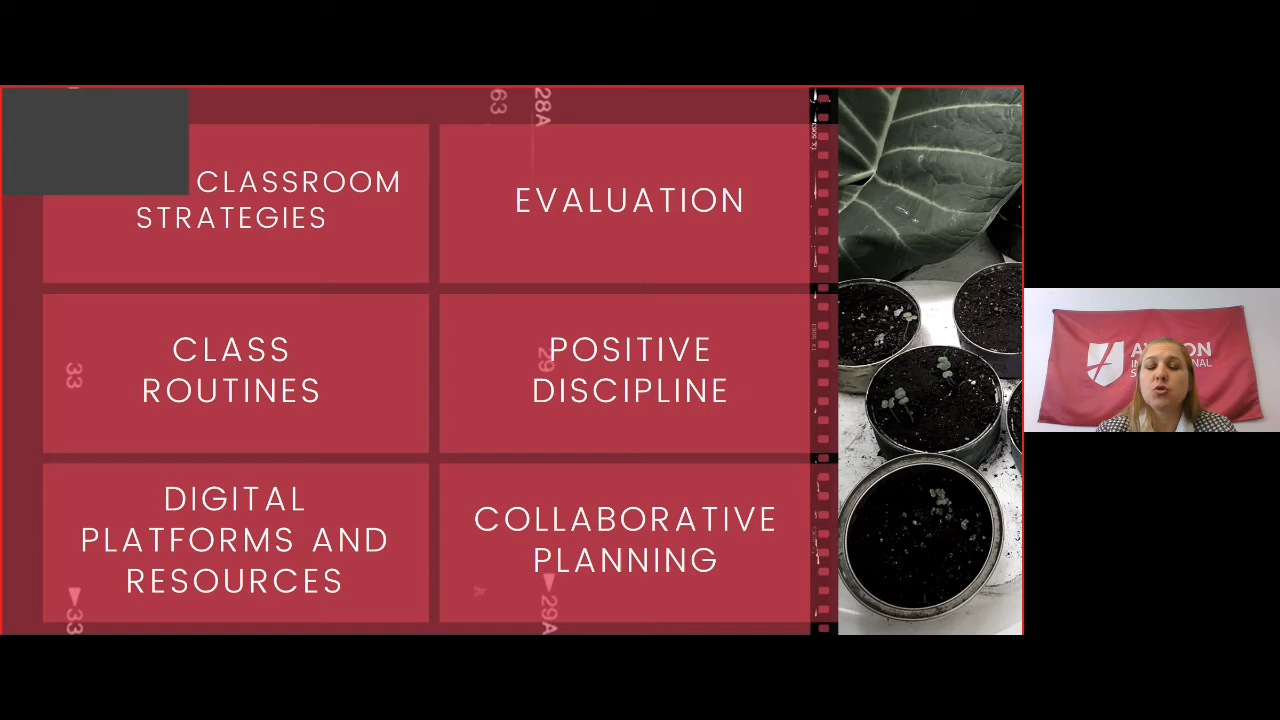 CLASSROOM
STRATEGIES
EVALUATION
CLASS
ROUTINES
POSITIVE
DISCIPLINE
DIGITAL
PLATFORMS AND
RESOURCES
COLLABORATIVE
PLANNING
63
28A
33
29
33
29A